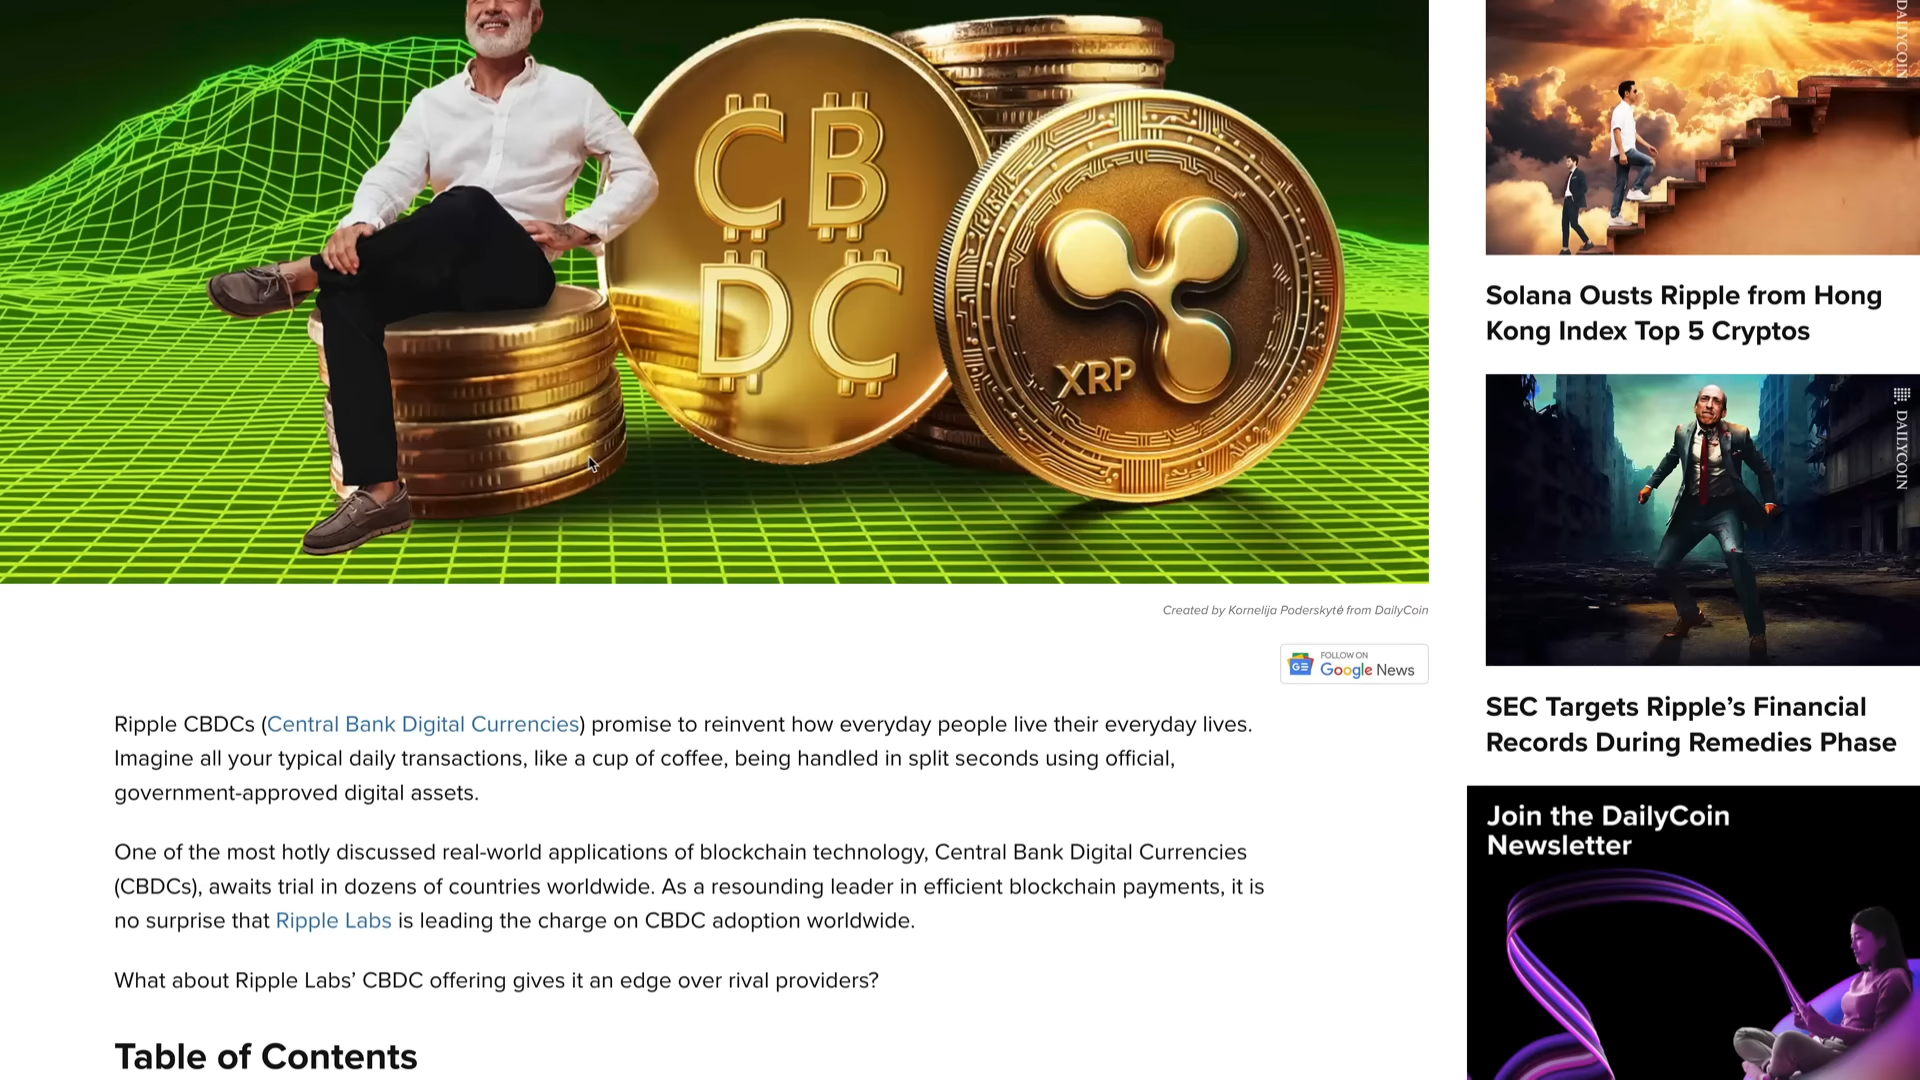 CB
DC
XRP
Created by Kornelija Poderskytė from DailyCoin
FOLLOW ON
Google News
Ripple CBDCs (Central Bank Digital Currencies) promise to reinvent how everyday people live their everyday lives.
Imagine all your typical daily transactions, like a cup of coffee, being handled in split seconds using official,
government-approved digital assets.
One of the most hotly discussed real-world applications of blockchain technology, Central Bank Digital Currencies
(CBDCs), awaits trial in dozens of countries worldwide. As a resounding leader in efficient blockchain payments, it is
no surprise that Ripple Labs is leading the charge on CBDC adoption worldwide.
What about Ripple Labs’ CBDC offering gives it an edge over rival providers?
Table of Contents
DAILYCOIN
Solana Ousts Ripple from Hong
Kong Index Top 5 Cryptos
DAILYCOIN
SEC Targets Ripple’s Financial
Records During Remedies Phase
Join the DailyCoin
Newsletter